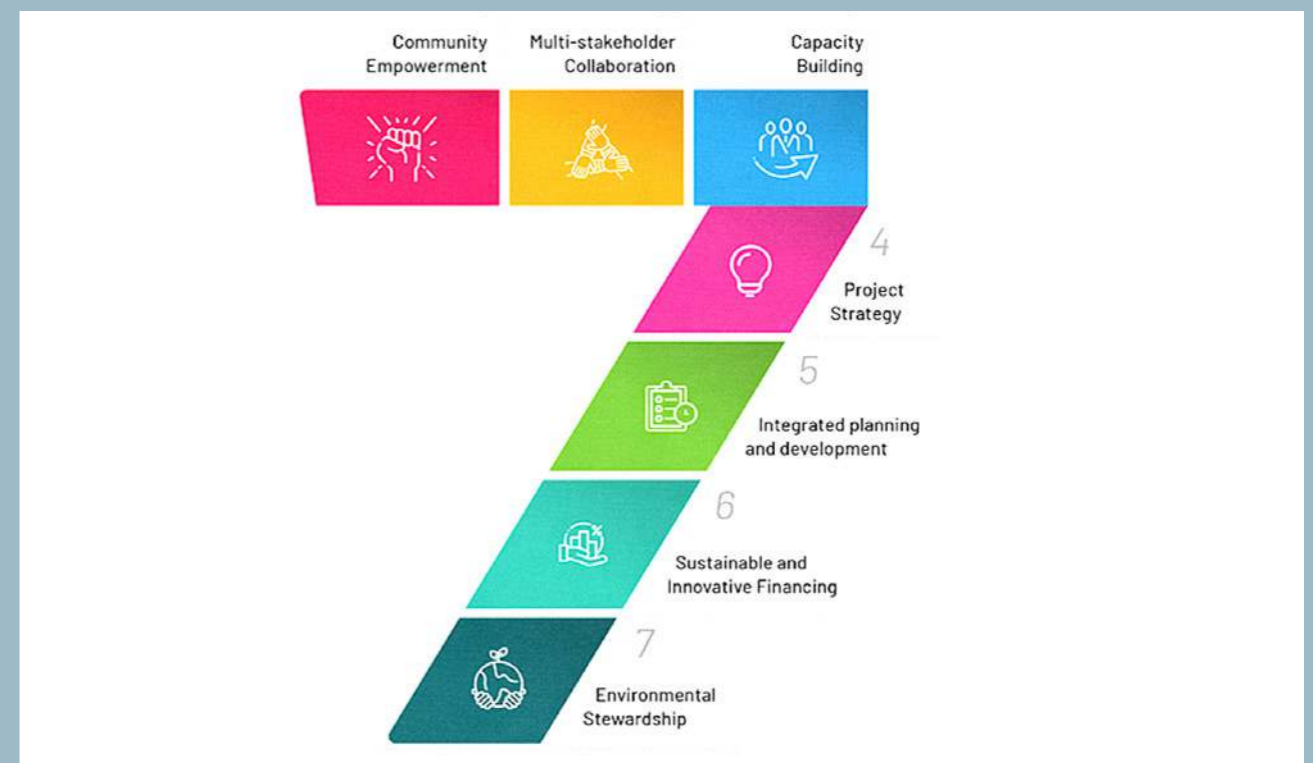 Community
Empowerment
Multi-stakeholder
Collaboration
Capacity
Building
4
Project
Strategy
5
Integrated planning
and development
6
Sustainable and
Innovative Financing
7
Environmental
Stewardship